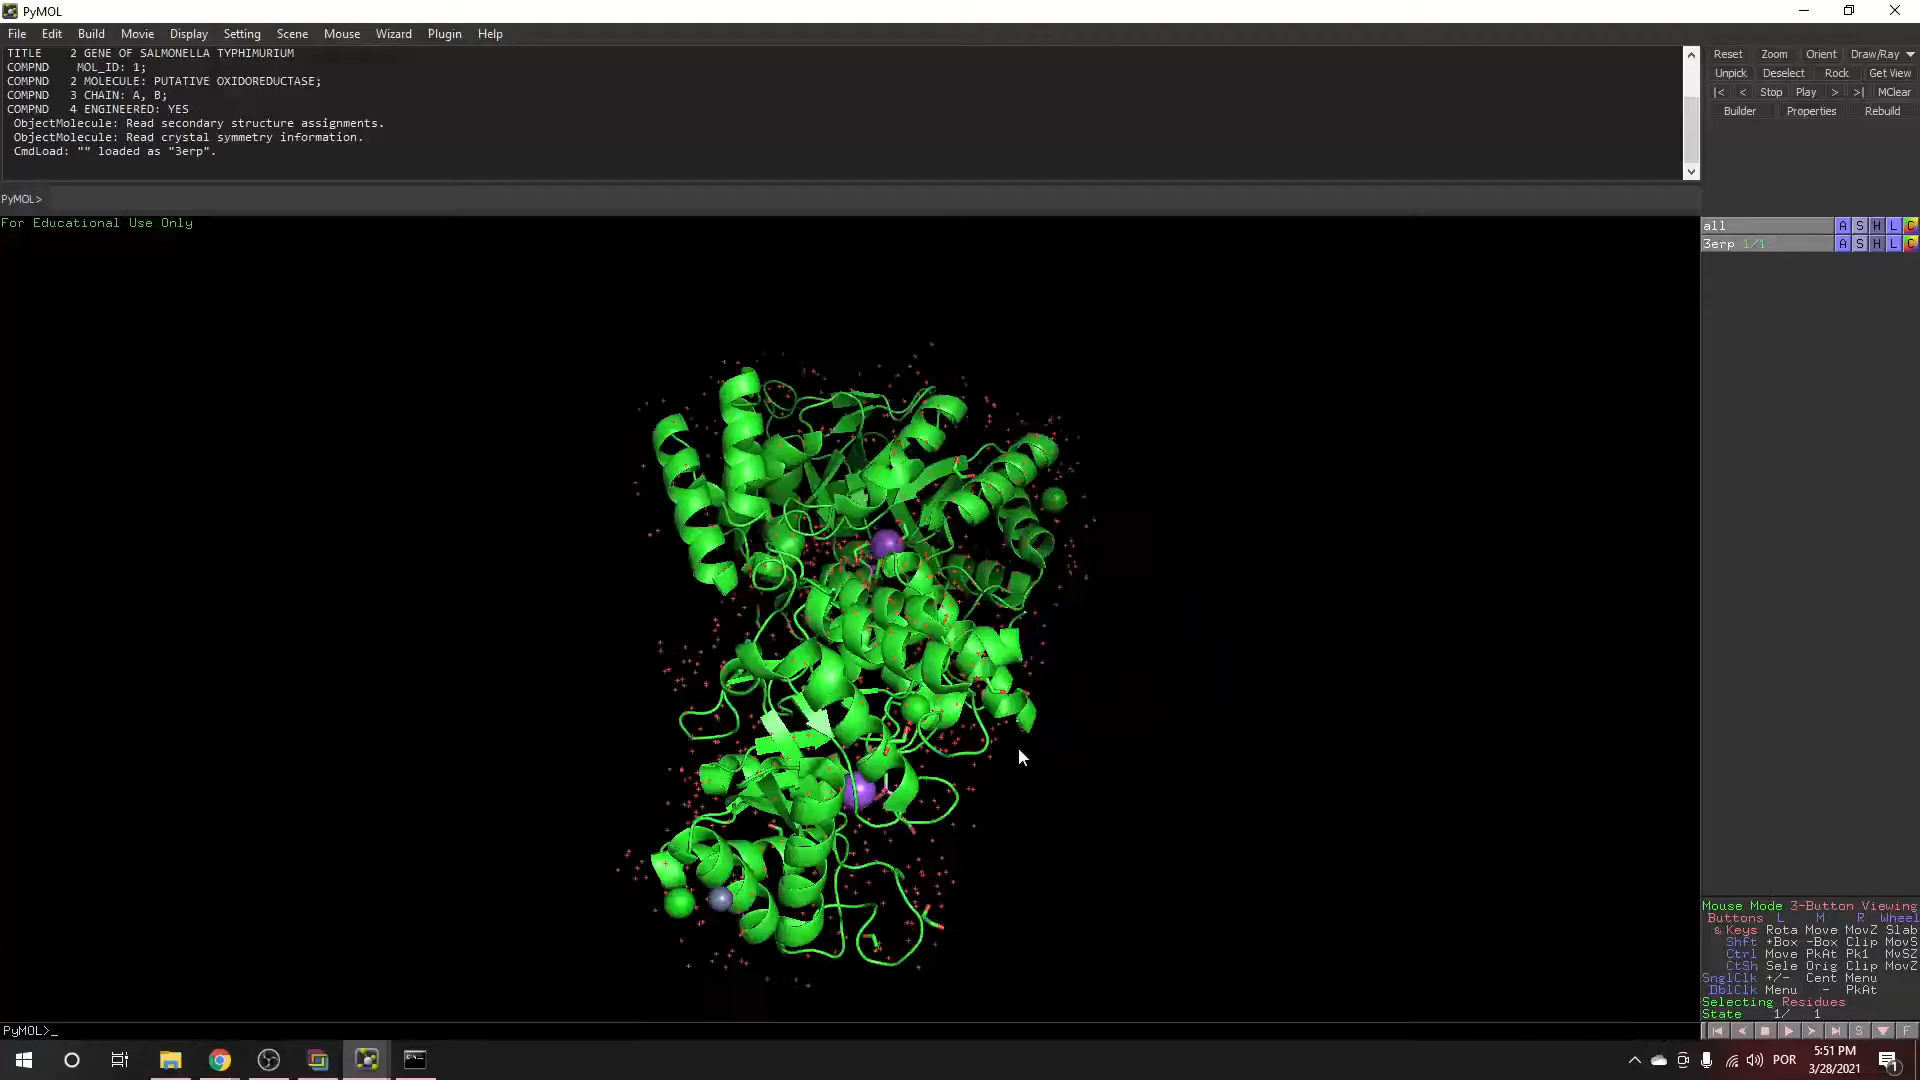 PyMOL
File Edit Build Movie Display Setting Scene Mouse Wizard Plugin Help
TITLE 2 GENE OF SALMONELLA TYPHIMURIUM
COMPND MOL_ID: 1;
COMPND 2 MOLECULE: PUTATIVE OXIDOREDUCTASE;
COMPND 3 CHAIN: A, B;
COMPND 4 ENGINEERED: YES
ObjectMolecule: Read secondary structure assignments.
ObjectMolecule: Read crystal symmetry information.
CmdLoad: "" loaded as "3erp".
PyMOL>
Reset Zoom Orient Draw/Ray
Unpick Deselect Rock Get View
|< < Stop Play > >| MClear
Builder Properties Rebuild
For Educational Use Only
all A S H L C
3erp 1/1 A S H L C
Mouse Mode 3-Button Viewing
Buttons L M R Wheel
& Keys Rota Move MovZ Slab
Shft +Box -Box Clip MovS
Ctrl Move PkAt Pk1 MvSZ
CtSh Sele Orig Clip MovZ
SnglClk +/- Cent Menu
DblClk Menu - PkAt
Selecting Residues
State 1/ 1
S F
PyMOL>_
POR
5:51 PM
3/28/2021
1